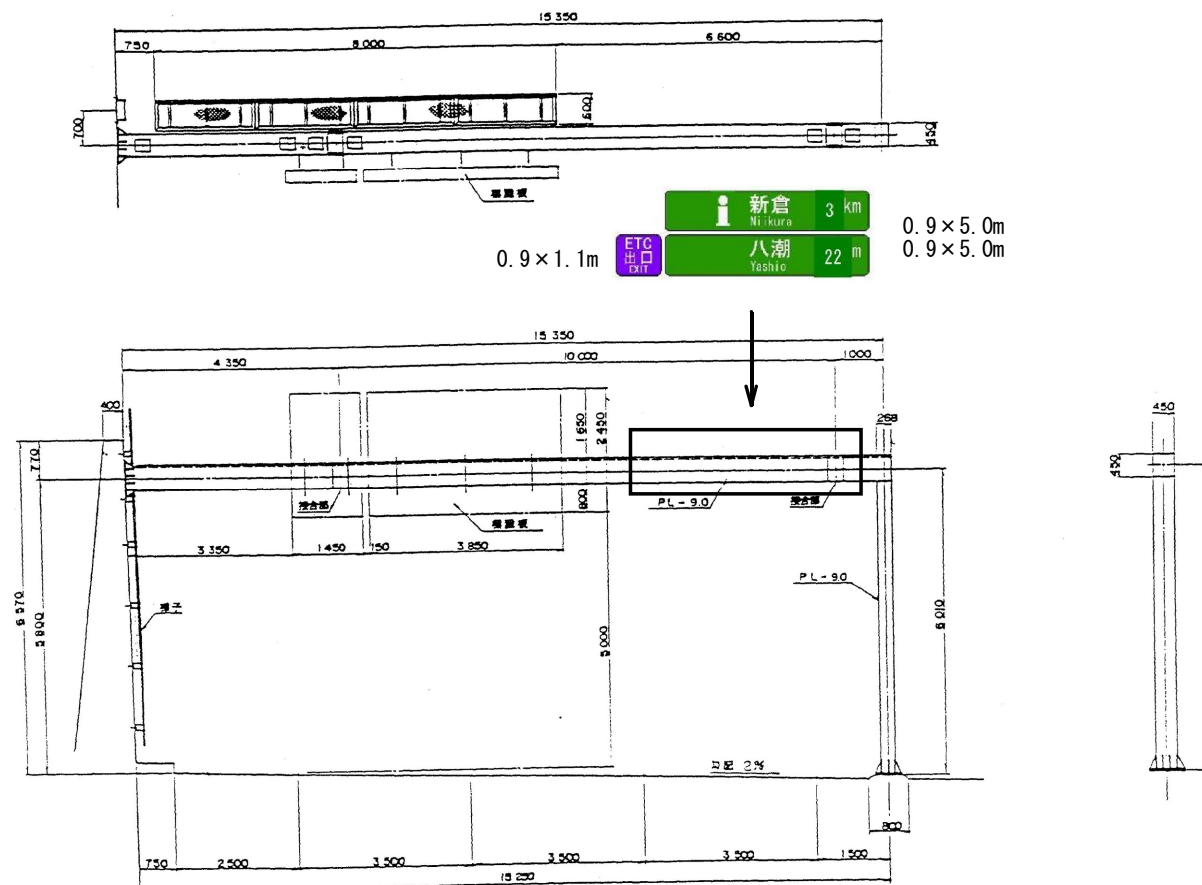 15 350
750
8 000
6 600
700
600
450
標識板
新倉 3 km
Niikura
ETC
出口
EXIT
八潮 22 m
Yashio
0.9×5.0m
0.9×5.0m
0.9×1.1m
15 350
4 350
10 000
1 000
400
268
450
770
1 650
2 450
450
接合部
800
PL-9.0
接合部
標識板
3 350
1 450
150
3 850
PL-9.0
6 570
5 800
梯子
5 000
6 010
勾配 2%
800
750
2 500
3 500
3 500
3 500
1 500
15 250